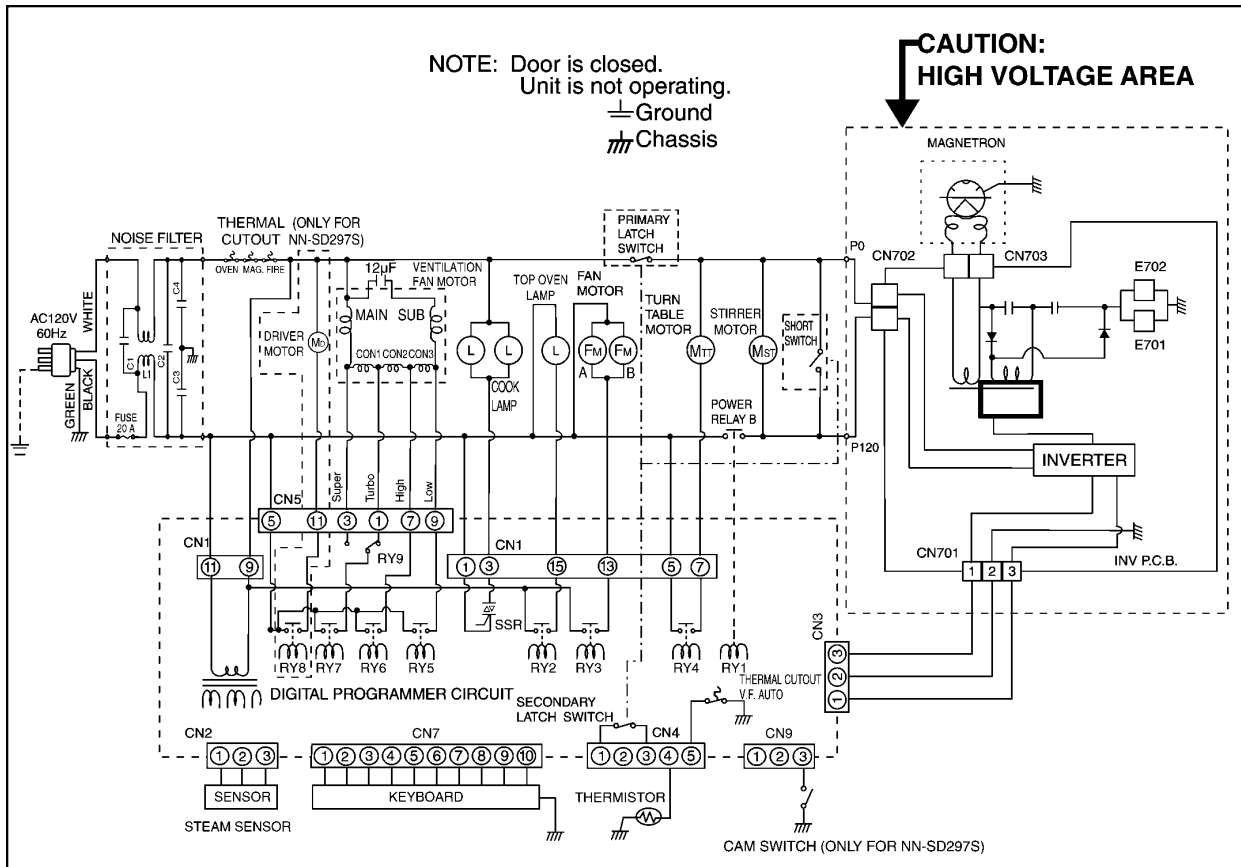 NOTE: Door is closed.
Unit is not operating.
Ground
Chassis
CAUTION:
HIGH VOLTAGE AREA
MAGNETRON
NOISE FILTER
THERMAL CUTOUT
OVEN MAG. FIRE
(ONLY FOR NN-SD297S)
12µF
VENTILATION FAN MOTOR
MAIN SUB
CON1 CON2 CON3
DRIVER MOTOR
MD
AC120V
60Hz
WHITE
BLACK
GREEN
FUSE
20 A
C1
L1
C2
C4
C3
L L
COOK LAMP
TOP OVEN LAMP
L
FAN MOTOR
FM FM
A B
PRIMARY LATCH SWITCH
TURN TABLE MOTOR
MTT
STIRRER MOTOR
MST
SHORT SWITCH
POWER RELAY B
P0
P120
CN702
CN703
E702
E701
INVERTER
CN701
1 2 3
INV P.C.B.
Super
Turbo
High
Low
CN5
5 11 3 1 7 9
CN1
11 9
RY9
CN1
1 3 15 13 5 7
SSR
RY8 RY7 RY6 RY5 RY2 RY3 RY4 RY1
CN3
3
2
1
DIGITAL PROGRAMMER CIRCUIT
THERMAL CUTOUT
V.F. AUTO
SECONDARY LATCH SWITCH
CN2
1 2 3
SENSOR
STEAM SENSOR
CN7
1 2 3 4 5 6 7 8 9 10
KEYBOARD
CN4
1 2 3 4 5
THERMISTOR
CN9
1 2 3
CAM SWITCH (ONLY FOR NN-SD297S)